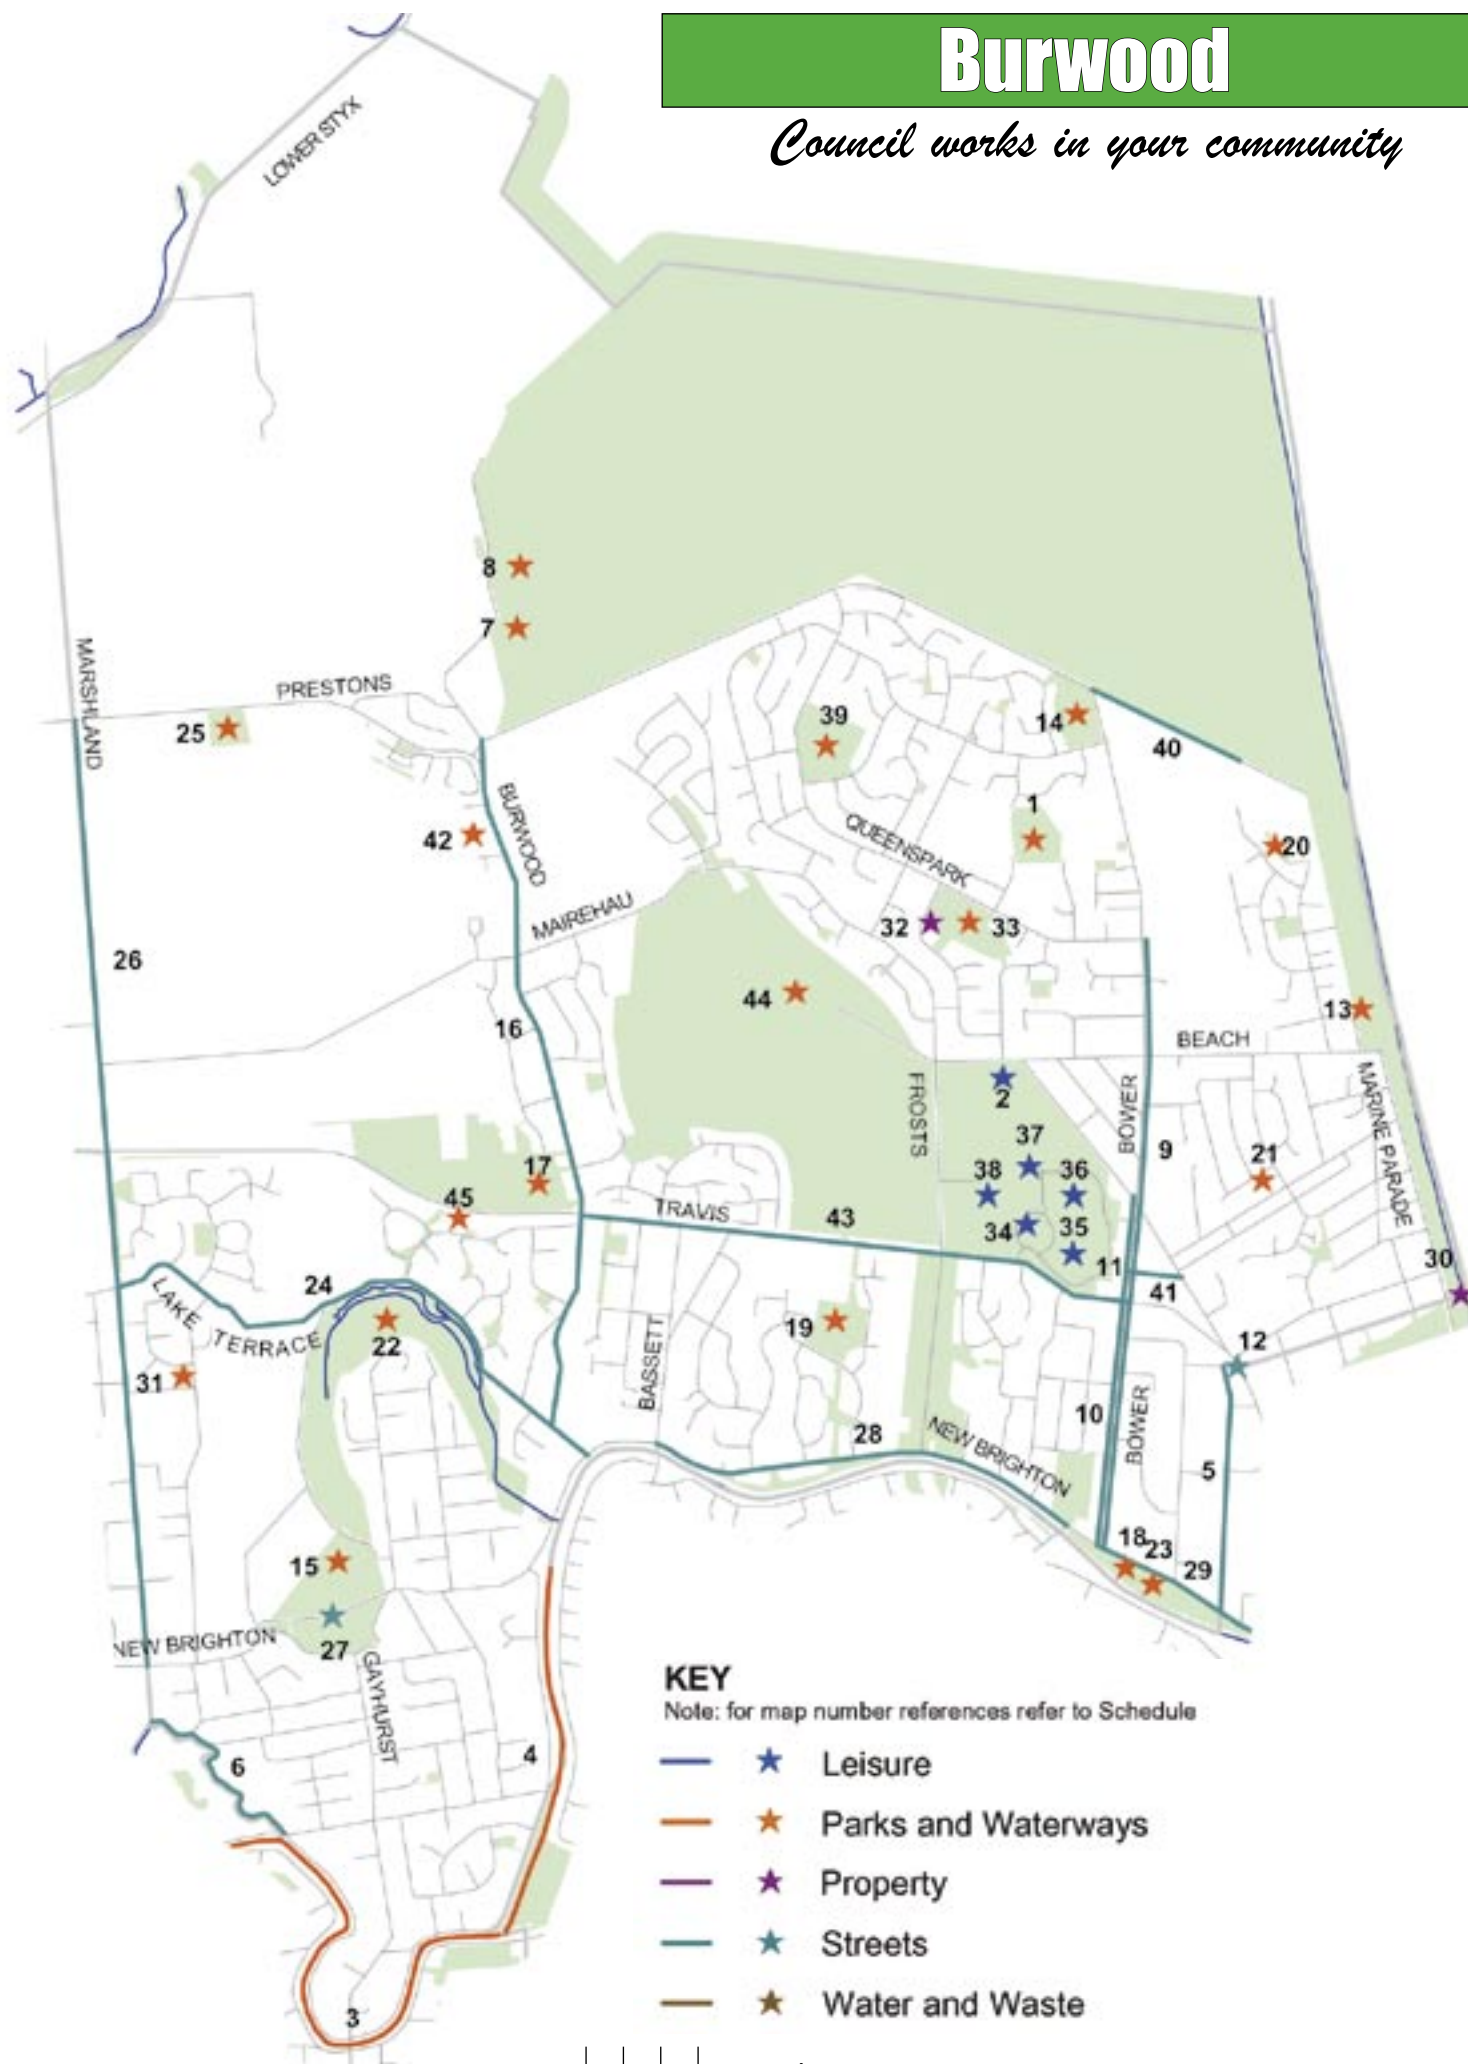 Burwood
Council works in your community
LOWER STYX
8
7
MARSHLAND
PRESTONS
25
39
14
40
BURWOOD
1
42
QUEENSPARK
20
MAIREHAU
32
33
26
44
13
16
BEACH
FROSTS
2
BOWER
MARINE PARADE
37
9
21
17
38
36
45
TRAVIS
43
34
35
30
11
24
41
LAKE TERRACE
19
12
22
31
BASSETT
10
BOWER
28
NEW BRIGHTON
5
18
23
15
29
NEW BRIGHTON
27
GAYHURST
4
6
3
KEY
Note: for map number references refer to Schedule
Leisure
Parks and Waterways
Property
Streets
Water and Waste